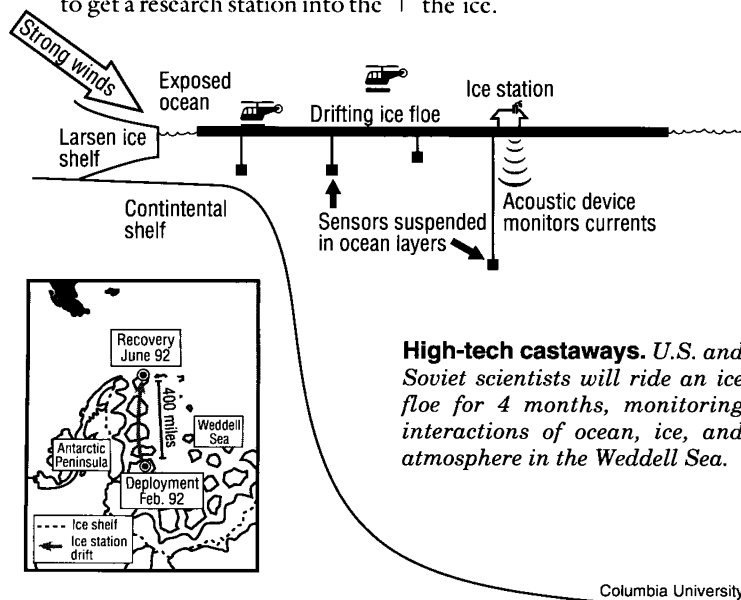 to get a research station into the
the ice.
Strong winds
Exposed
ocean
Larsen ice
shelf
Drifting ice floe
Ice station
Contintental
shelf
Sensors suspended
in ocean layers
Acoustic device
monitors currents
Recovery
June 92
400 miles
Weddell
Sea
Antarctic
Peninsula
Deployment
Feb. 92
Ice shelf
Ice station
drift
High-tech castaways. U.S. and
Soviet scientists will ride an ice
floe for 4 months, monitoring
interactions of ocean, ice, and
atmosphere in the Weddell Sea.
Columbia University